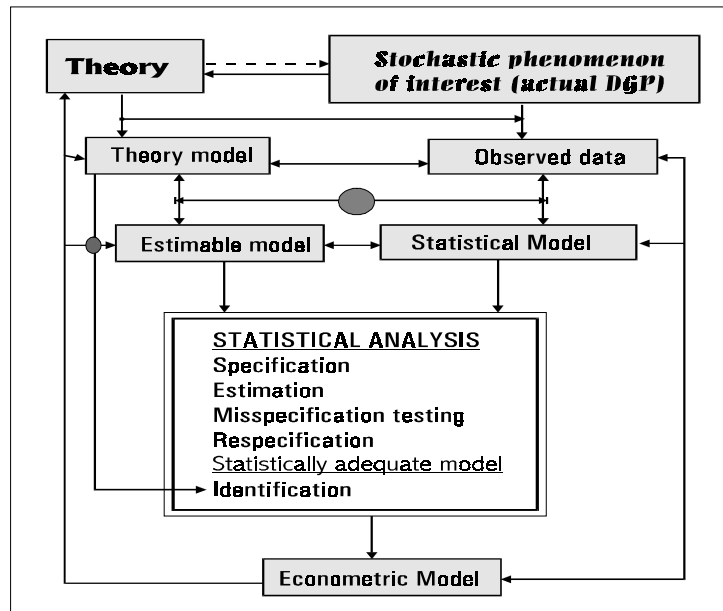 Theory
Stochastic phenomenon
of interest (actual DGP)
Theory model
Observed data
Estimable model
Statistical Model
STATISTICAL ANALYSIS
Specification
Estimation
Misspecification testing
Respecification
Statistically adequate model
Identification
Econometric Model